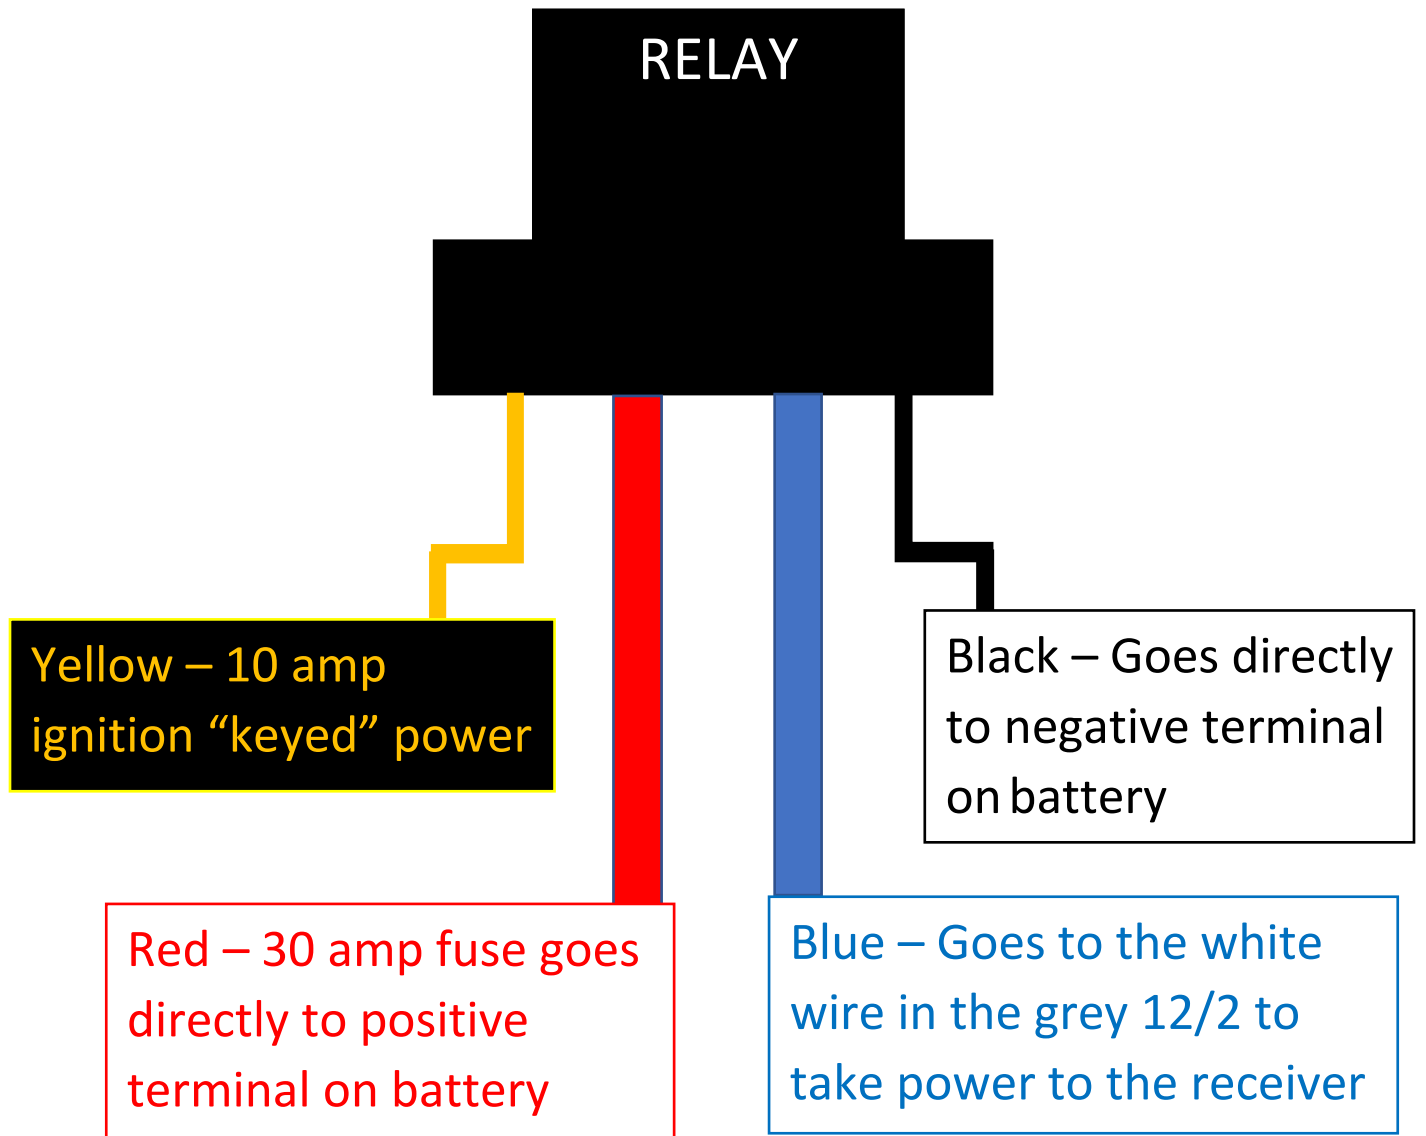 RELAY
Yellow – 10 amp
ignition “keyed” power
Black – Goes directly
to negative terminal
on battery
Red – 30 amp fuse goes
directly to positive
terminal on battery
Blue – Goes to the white
wire in the grey 12/2 to
take power to the receiver